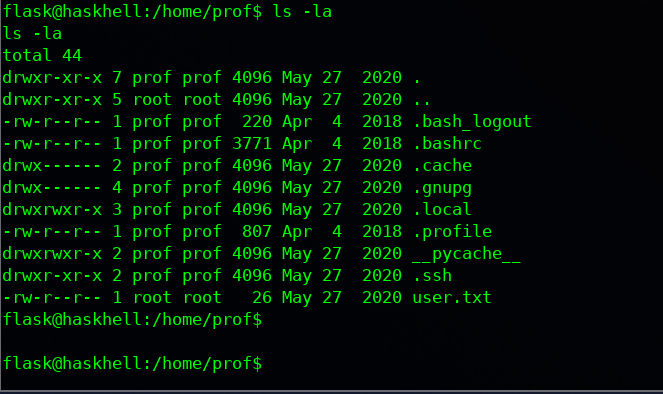 flask@haskhell:/home/prof$ ls -la
ls -la
total 44
drwxr-xr-x 7 prof prof 4096 May 27  2020 .
drwxr-xr-x 5 root root 4096 May 27  2020 ..
-rw-r--r-- 1 prof prof  220 Apr  4  2018 .bash_logout
-rw-r--r-- 1 prof prof 3771 Apr  4  2018 .bashrc
drwx------ 2 prof prof 4096 May 27  2020 .cache
drwx------ 4 prof prof 4096 May 27  2020 .gnupg
drwxrwxr-x 3 prof prof 4096 May 27  2020 .local
-rw-r--r-- 1 prof prof  807 Apr  4  2018 .profile
drwxrwxr-x 2 prof prof 4096 May 27  2020 __pycache__
drwxr-xr-x 2 prof prof 4096 May 27  2020 .ssh
-rw-r--r-- 1 root root   26 May 27  2020 user.txt
flask@haskhell:/home/prof$
flask@haskhell:/home/prof$